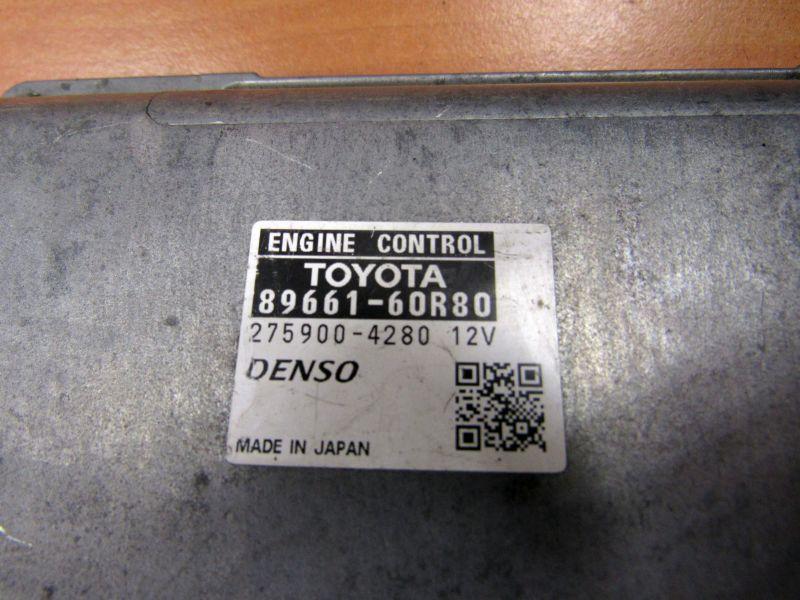 ENGINE CONTROL
TOYOTA
89661-60R80
275900-4280 12V
DENSO
MADE IN JAPAN